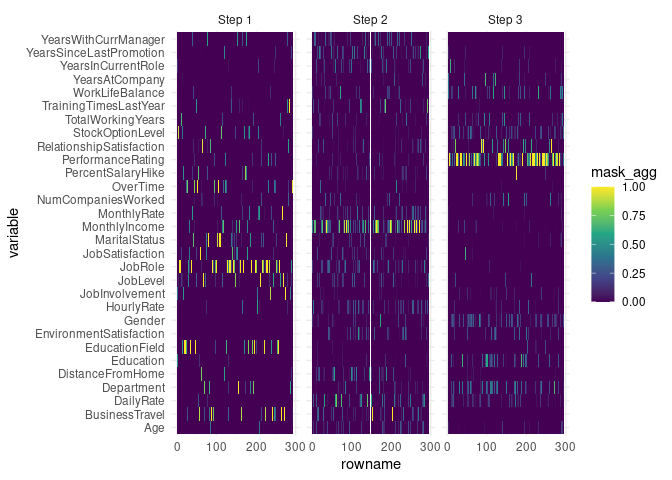 Step 1
Step 2
Step 3
variable
YearsWithCurrManager
YearsSinceLastPromotion
YearsInCurrentRole
YearsAtCompany
WorkLifeBalance
TrainingTimesLastYear
TotalWorkingYears
StockOptionLevel
RelationshipSatisfaction
PerformanceRating
PercentSalaryHike
OverTime
NumCompaniesWorked
MonthlyRate
MonthlyIncome
MaritalStatus
JobSatisfaction
JobRole
JobLevel
JobInvolvement
HourlyRate
Gender
EnvironmentSatisfaction
EducationField
Education
DistanceFromHome
Department
DailyRate
BusinessTravel
Age
0 100 200 300
0 100 200 300
0 100 200 300
rowname
mask_agg
1.00
0.75
0.50
0.25
0.00